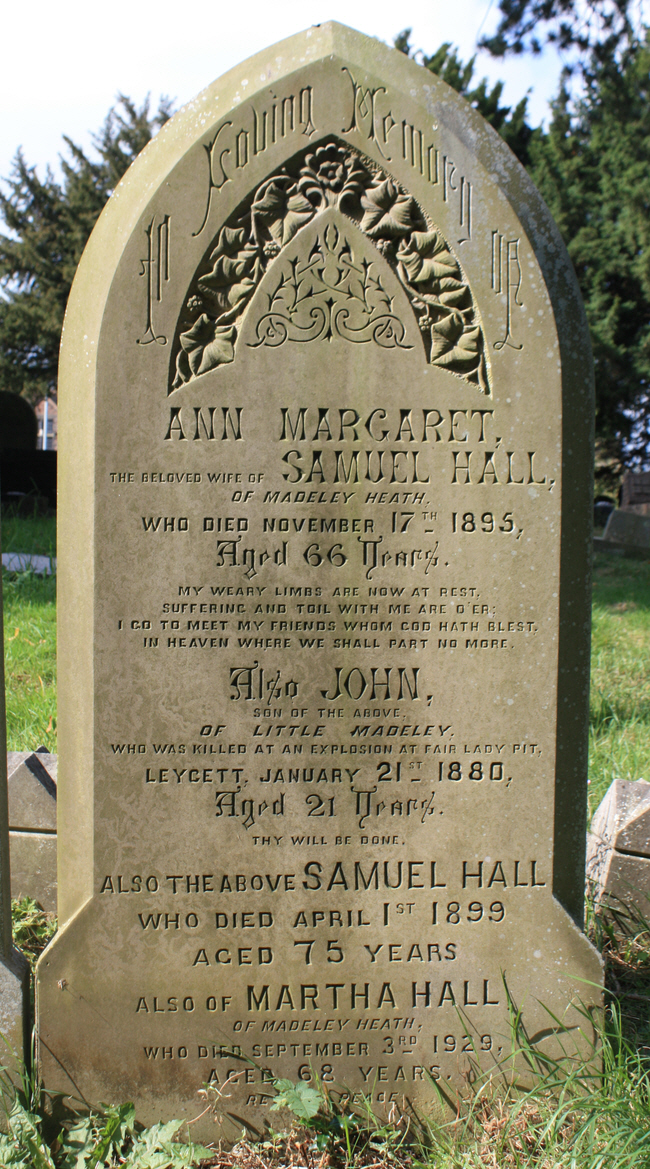 In Loving Memory of
ANN MARGARET,
THE BELOVED WIFE OF SAMUEL HALL,
OF MADELEY HEATH,
WHO DIED NOVEMBER 17TH 1895,
Aged 66 Years.
MY WEARY LIMBS ARE NOW AT REST,
SUFFERING AND TOIL WITH ME ARE O'ER;
I GO TO MEET MY FRIENDS WHOM GOD HATH BLEST,
IN HEAVEN WHERE WE SHALL PART NO MORE.
Also JOHN,
SON OF THE ABOVE,
OF LITTLE MADELEY,
WHO WAS KILLED AT AN EXPLOSION AT FAIR LADY PIT,
LEYCETT, JANUARY 21ST 1880,
Aged 21 Years.
THY WILL BE DONE.
ALSO THE ABOVE SAMUEL HALL
WHO DIED APRIL 1ST 1899
AGED 75 YEARS
ALSO OF MARTHA HALL
OF MADELEY HEATH,
WHO DIED SEPTEMBER 3RD 1929,
AGED 68 YEARS.
PEACE